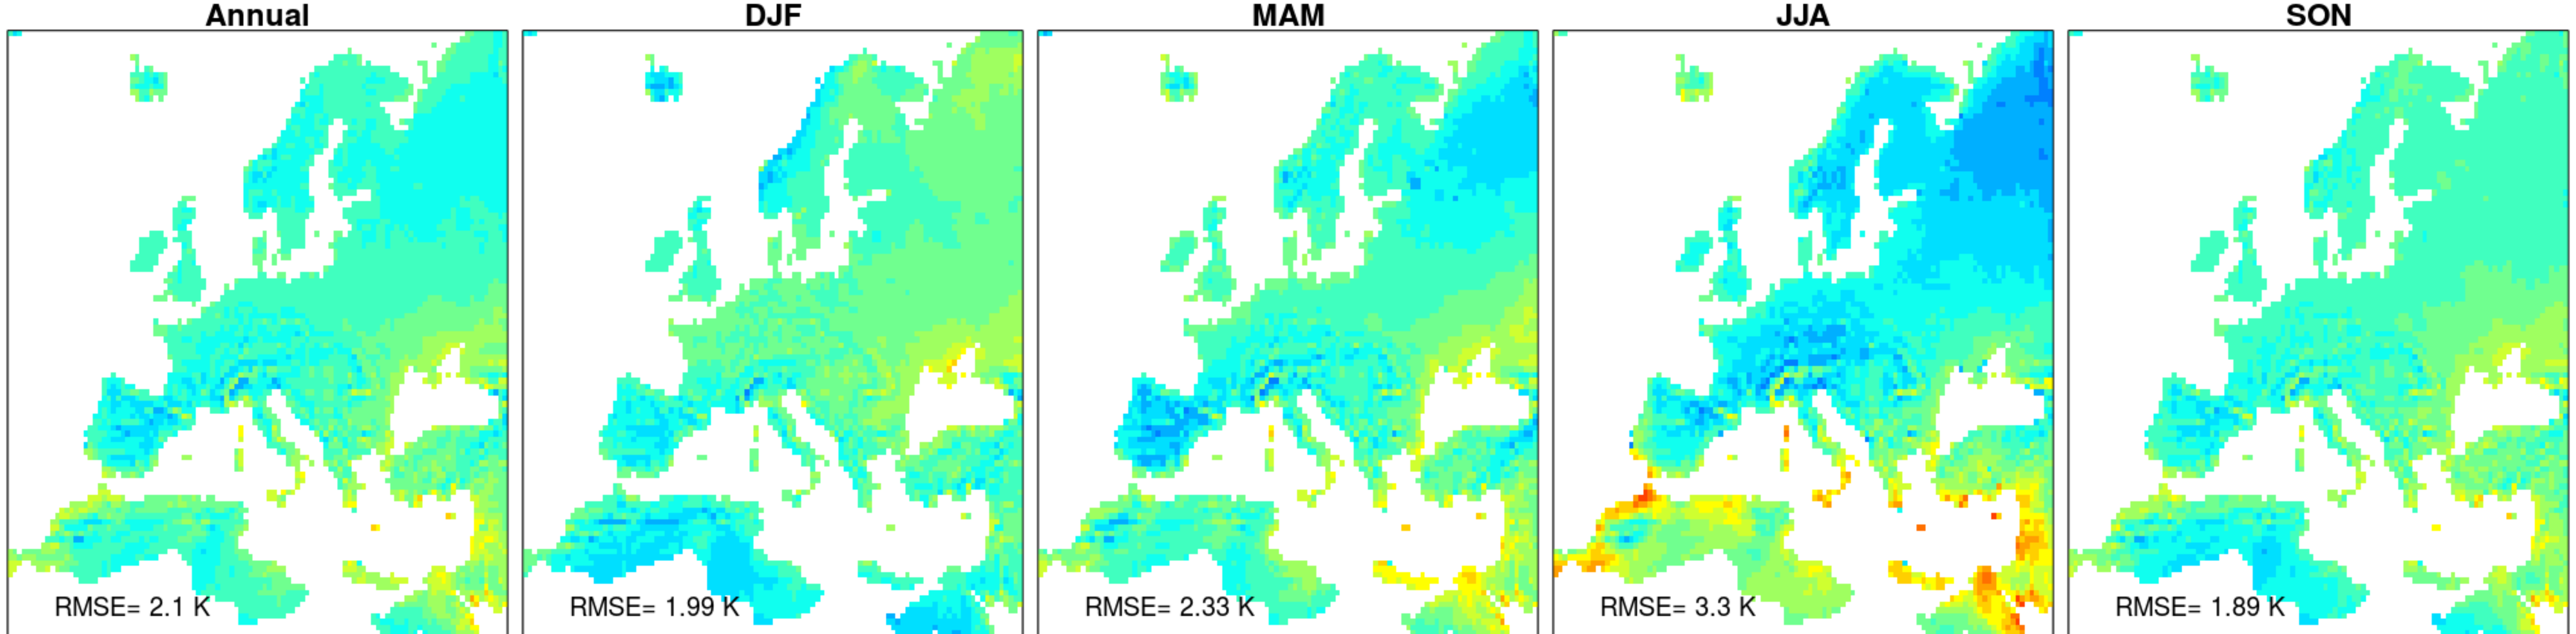 Annual DJF MAM JJA SON
RMSE= 2.1 K RMSE= 1.99 K RMSE= 2.33 K RMSE= 3.3 K RMSE= 1.89 K